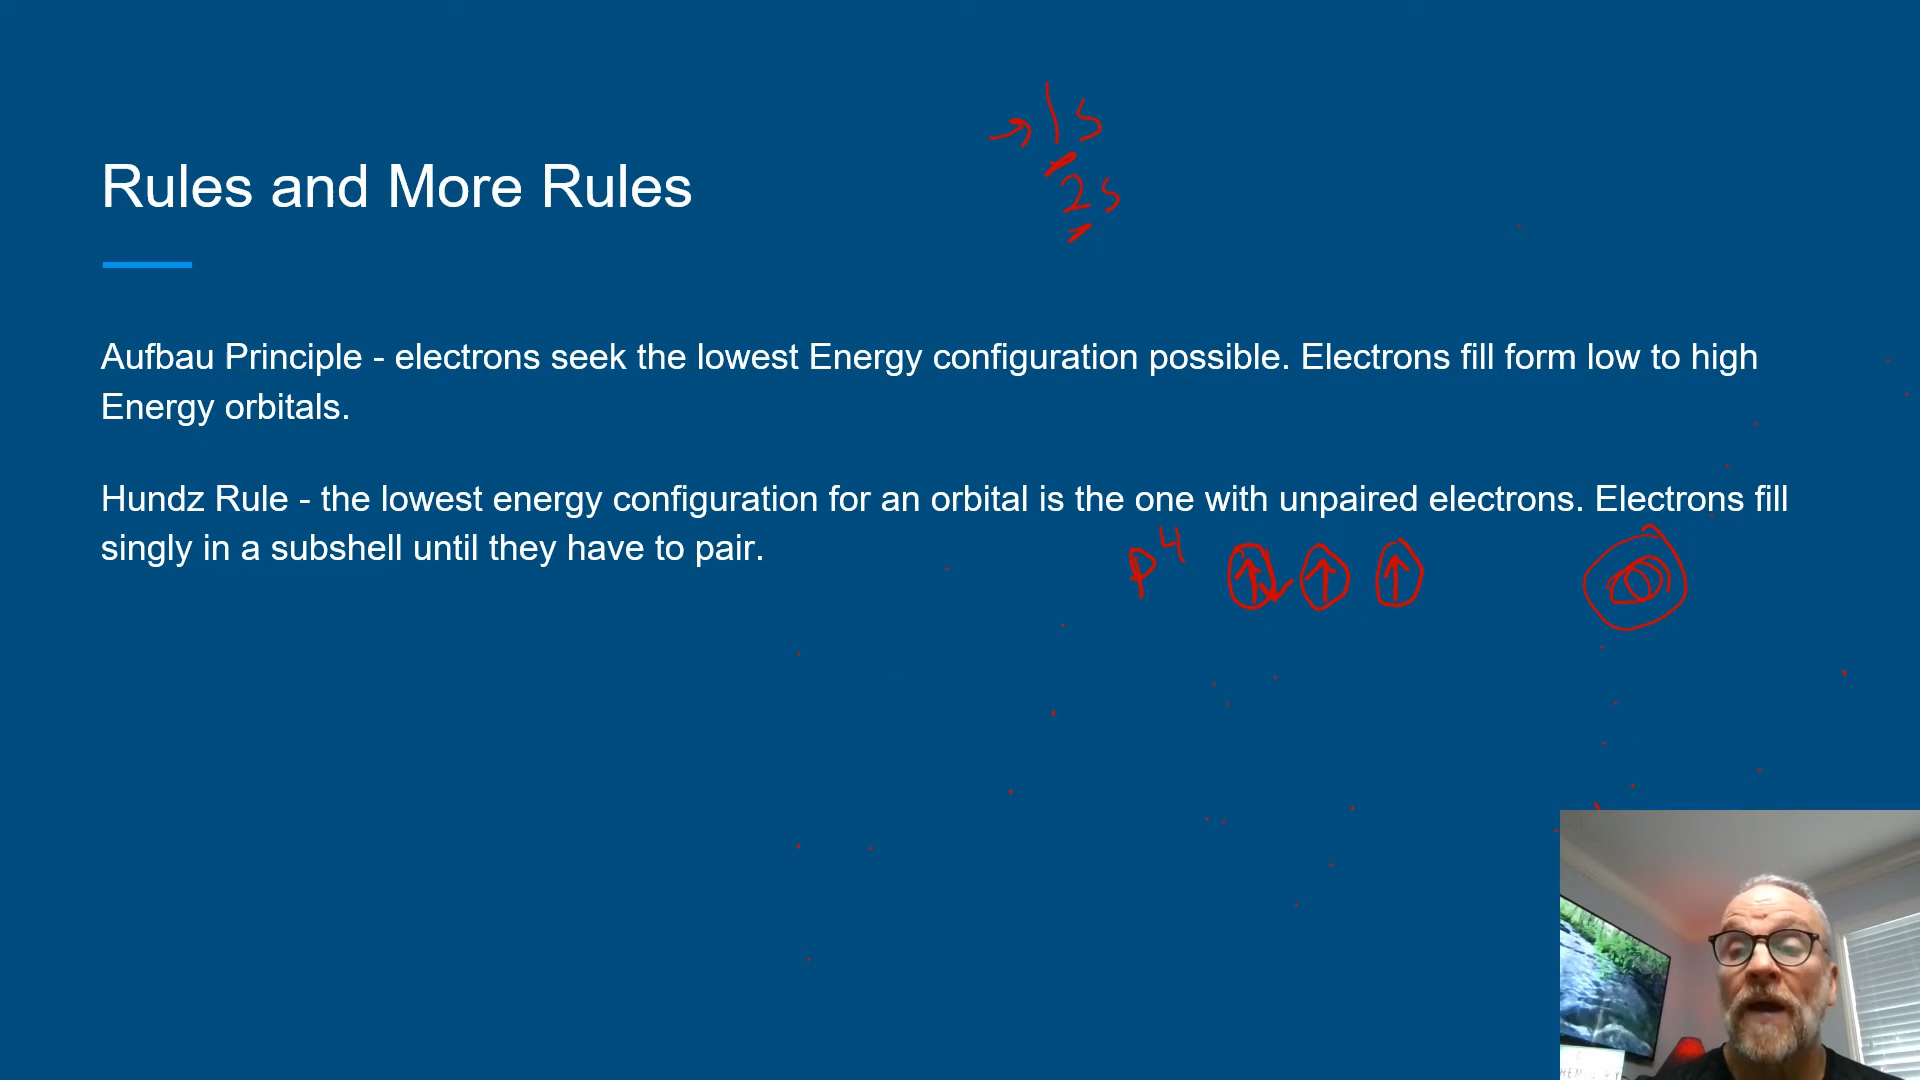 1s
2s
Rules and More Rules
Aufbau Principle - electrons seek the lowest Energy configuration possible. Electrons fill form low to high
Energy orbitals.
Hundz Rule - the lowest energy configuration for an orbital is the one with unpaired electrons. Electrons fill
singly in a subshell until they have to pair.
p⁴ ↑↓ ↑ ↑